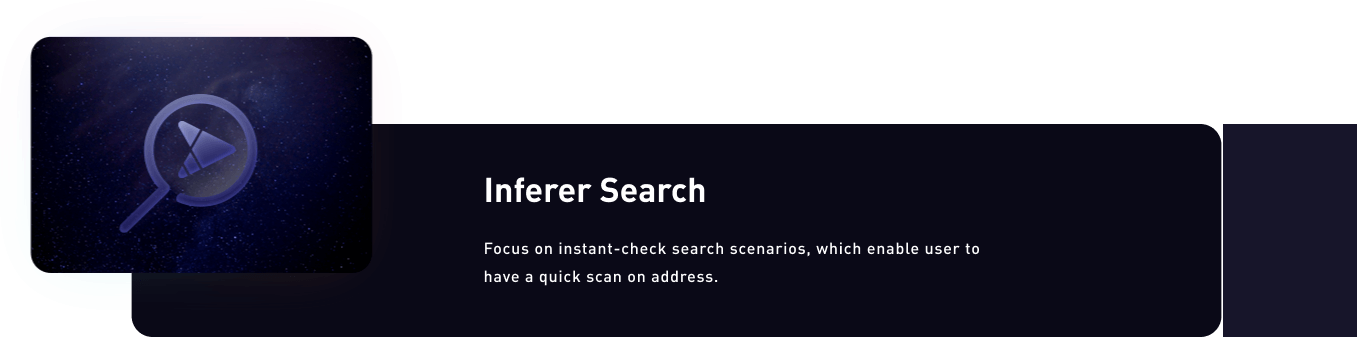 Inferer Search
Focus on instant-check search scenarios, which enable user to
have a quick scan on address.